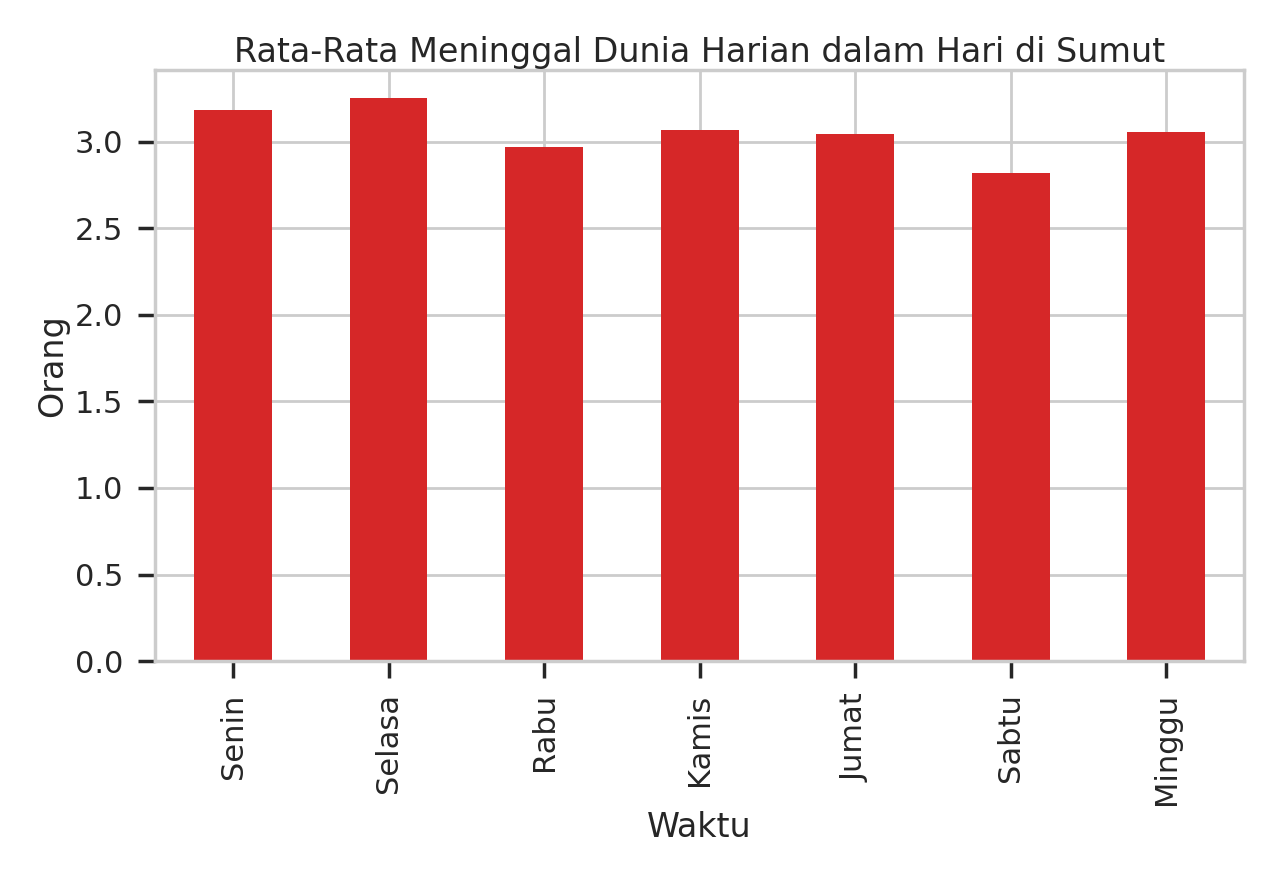 Rata-Rata Meninggal Dunia Harian dalam Hari di Sumut
Orang
3.0
2.5
2.0
1.5
1.0
0.5
0.0
Senin
Selasa
Rabu
Kamis
Jumat
Sabtu
Minggu
Waktu